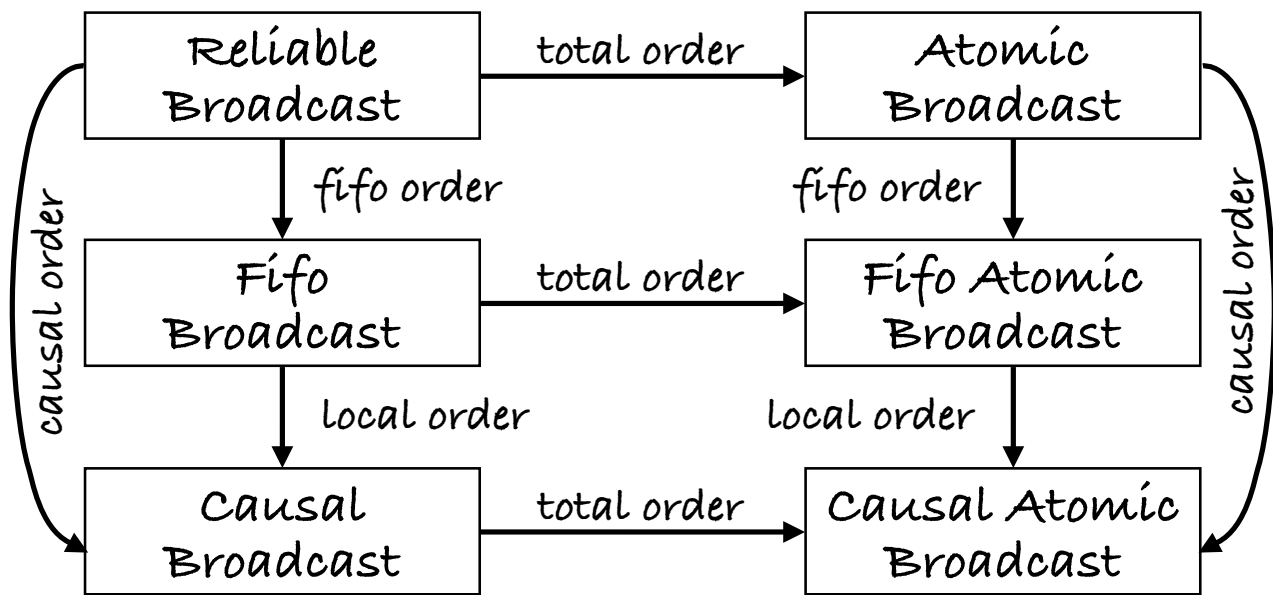 Reliable
Broadcast
total order
Atomic
Broadcast
fifo order
fifo order
causal order
causal order
Fifo
Broadcast
total order
Fifo Atomic
Broadcast
local order
local order
Causal
Broadcast
total order
Causal Atomic
Broadcast